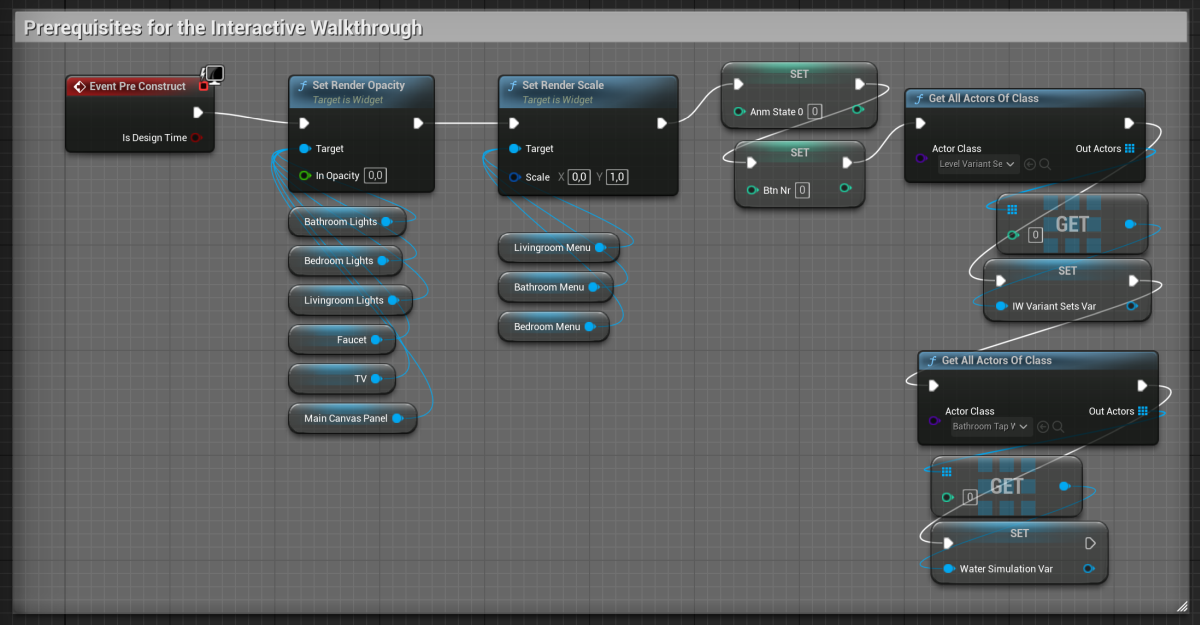 Prerequisites for the Interactive Walkthrough
Event Pre Construct
Is Design Time
f Set Render Opacity
Target is Widget
Target
In Opacity 0,0
Bathroom Lights
Bedroom Lights
Livingroom Lights
Faucet
TV
Main Canvas Panel
f Set Render Scale
Target is Widget
Target
Scale X 0,0 Y 1,0
Livingroom Menu
Bathroom Menu
Bedroom Menu
SET
Anm State 0 0
SET
Btn Nr 0
f Get All Actors Of Class
Actor Class
Out Actors
Level Variant Se
GET
0
SET
IW Variant Sets Var
f Get All Actors Of Class
Actor Class
Out Actors
Bathroom Tap W
GET
0
SET
Water Simulation Var